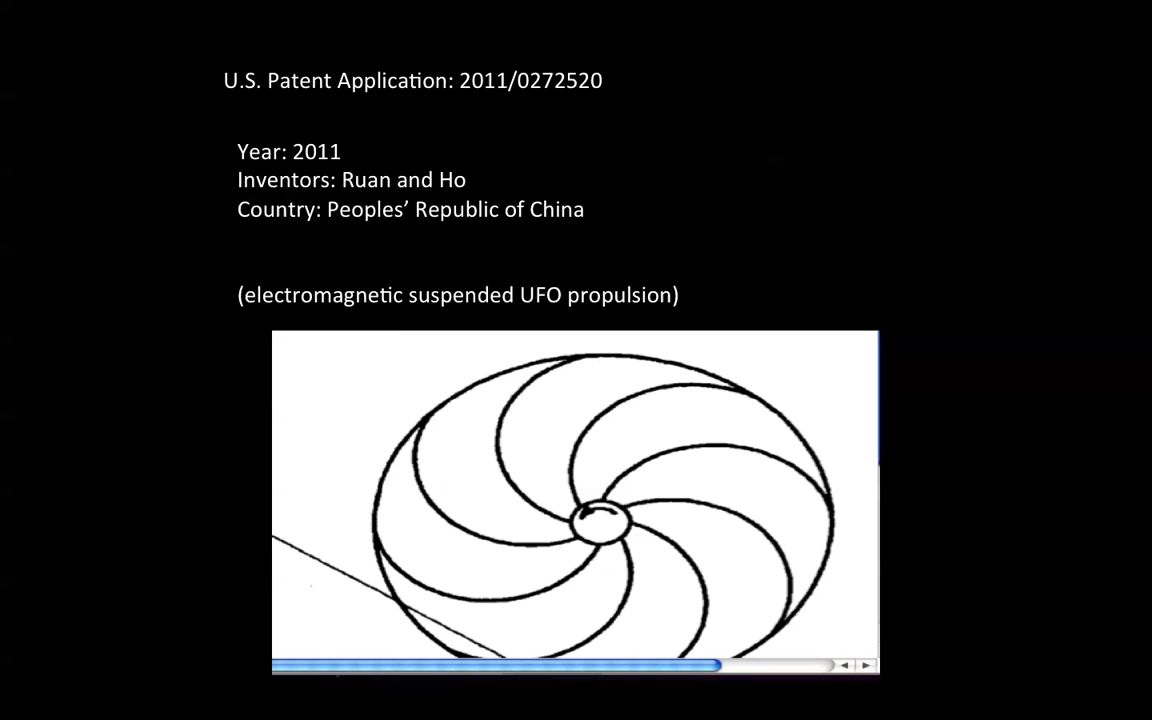 U.S. Patent Application: 2011/0272520
Year: 2011
Inventors: Ruan and Ho
Country: Peoples’ Republic of China
(electromagnetic suspended UFO propulsion)